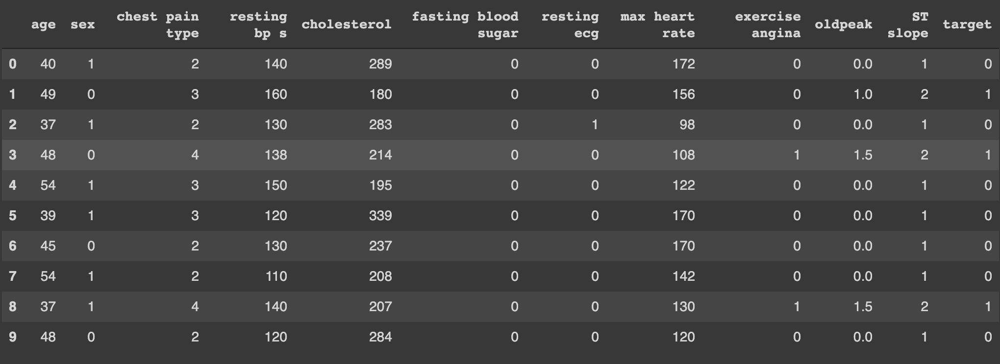 age sex chest pain type resting bp s cholesterol fasting blood sugar resting ecg max heart rate exercise angina oldpeak ST slope target
0 40 1 2 140 289 0 0 172 0 0.0 1 0
1 49 0 3 160 180 0 0 156 0 1.0 2 1
2 37 1 2 130 283 0 1 98 0 0.0 1 0
3 48 0 4 138 214 0 0 108 1 1.5 2 1
4 54 1 3 150 195 0 0 122 0 0.0 1 0
5 39 1 3 120 339 0 0 170 0 0.0 1 0
6 45 0 2 130 237 0 0 170 0 0.0 1 0
7 54 1 2 110 208 0 0 142 0 0.0 1 0
8 37 1 4 140 207 0 0 130 1 1.5 2 1
9 48 0 2 120 284 0 0 120 0 0.0 1 0